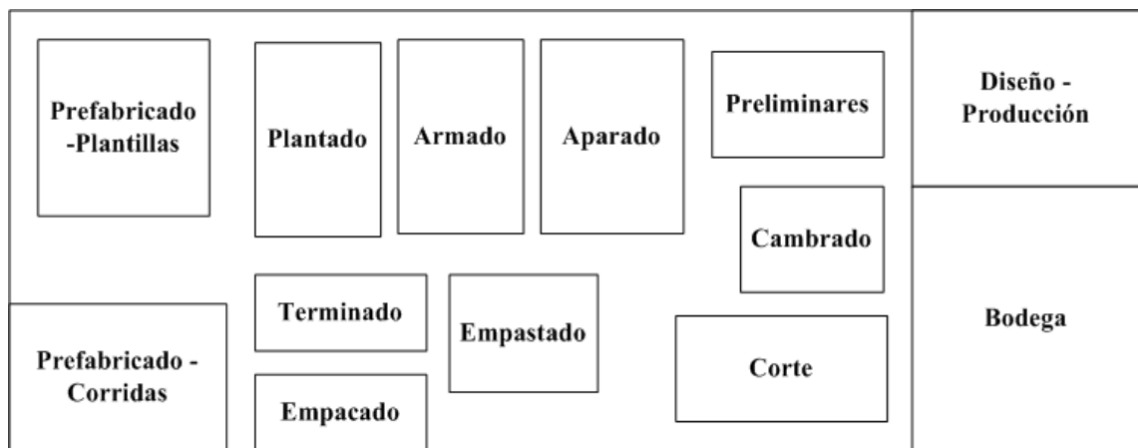 Prefabricado
-Plantillas
Plantado
Armado
Aparado
Preliminares
Diseño -
Producción
Cambrado
Terminado
Empastado
Bodega
Prefabricado -
Corridas
Corte
Empacado